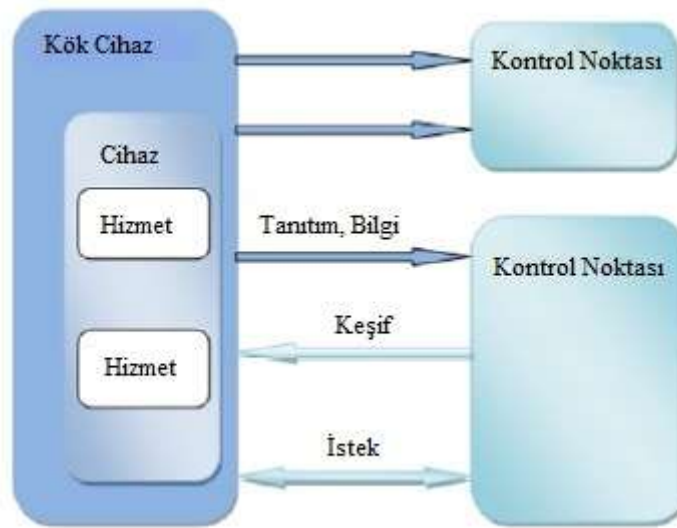 Kök Cihaz
Kontrol Noktası
Cihaz
Hizmet
Tanıtım, Bilgi
Kontrol Noktası
Keşif
Hizmet
İstek